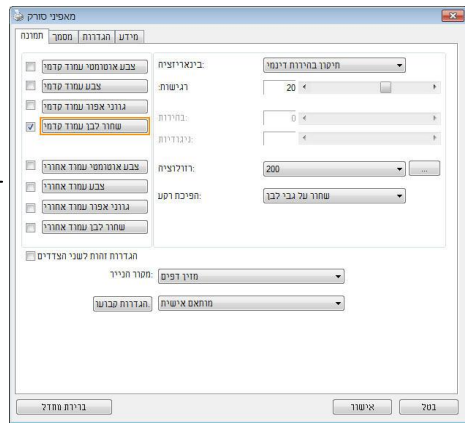 מאפיני סורק
תמונה מסמך הגדרות מידע
צבע אוטומטי עמוד קדמי
צבע עמוד קדמי
גווני אפור עמוד קדמי
שחור לבן עמוד קדמי
צבע אוטומטי עמוד אחורי
צבע עמוד אחורי
גווני אפור עמוד אחורי
שחור לבן עמוד אחורי
בינאריזציה: תיקון בהירות דינמי
רגישות: 20
בהירות: 0
ניגודיות:
רזולוציה: 200 ...
הפיכת רקע: שחור על גבי לבן
הגדרות זהות לשני הצדדים
מקור הנייר: מזין דפים
הגדרות קבועו. מותאם אישית
ברירת מחדל אישור בטל